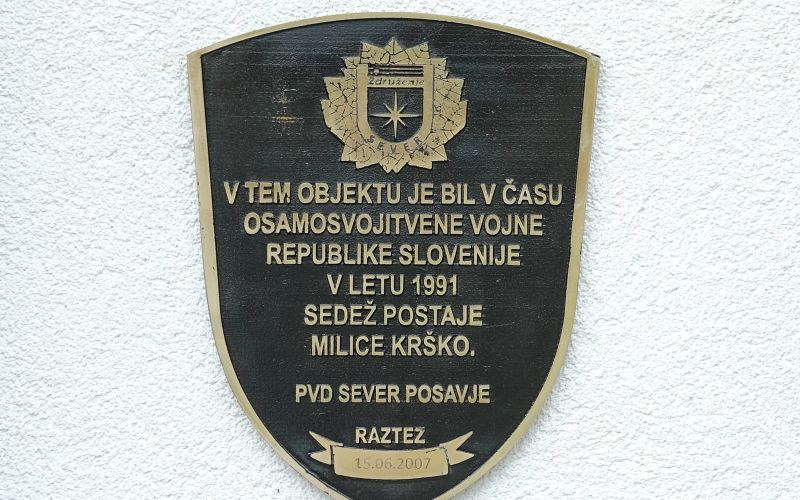 Združenje
SEVER
V TEM OBJEKTU JE BIL V ČASU
OSAMOSVOJITVENE VOJNE
REPUBLIKE SLOVENIJE
V LETU 1991
SEDEŽ POSTAJE
MILICE KRŠKO.
PVD SEVER POSAVJE
RAZTEZ
15.06.2007